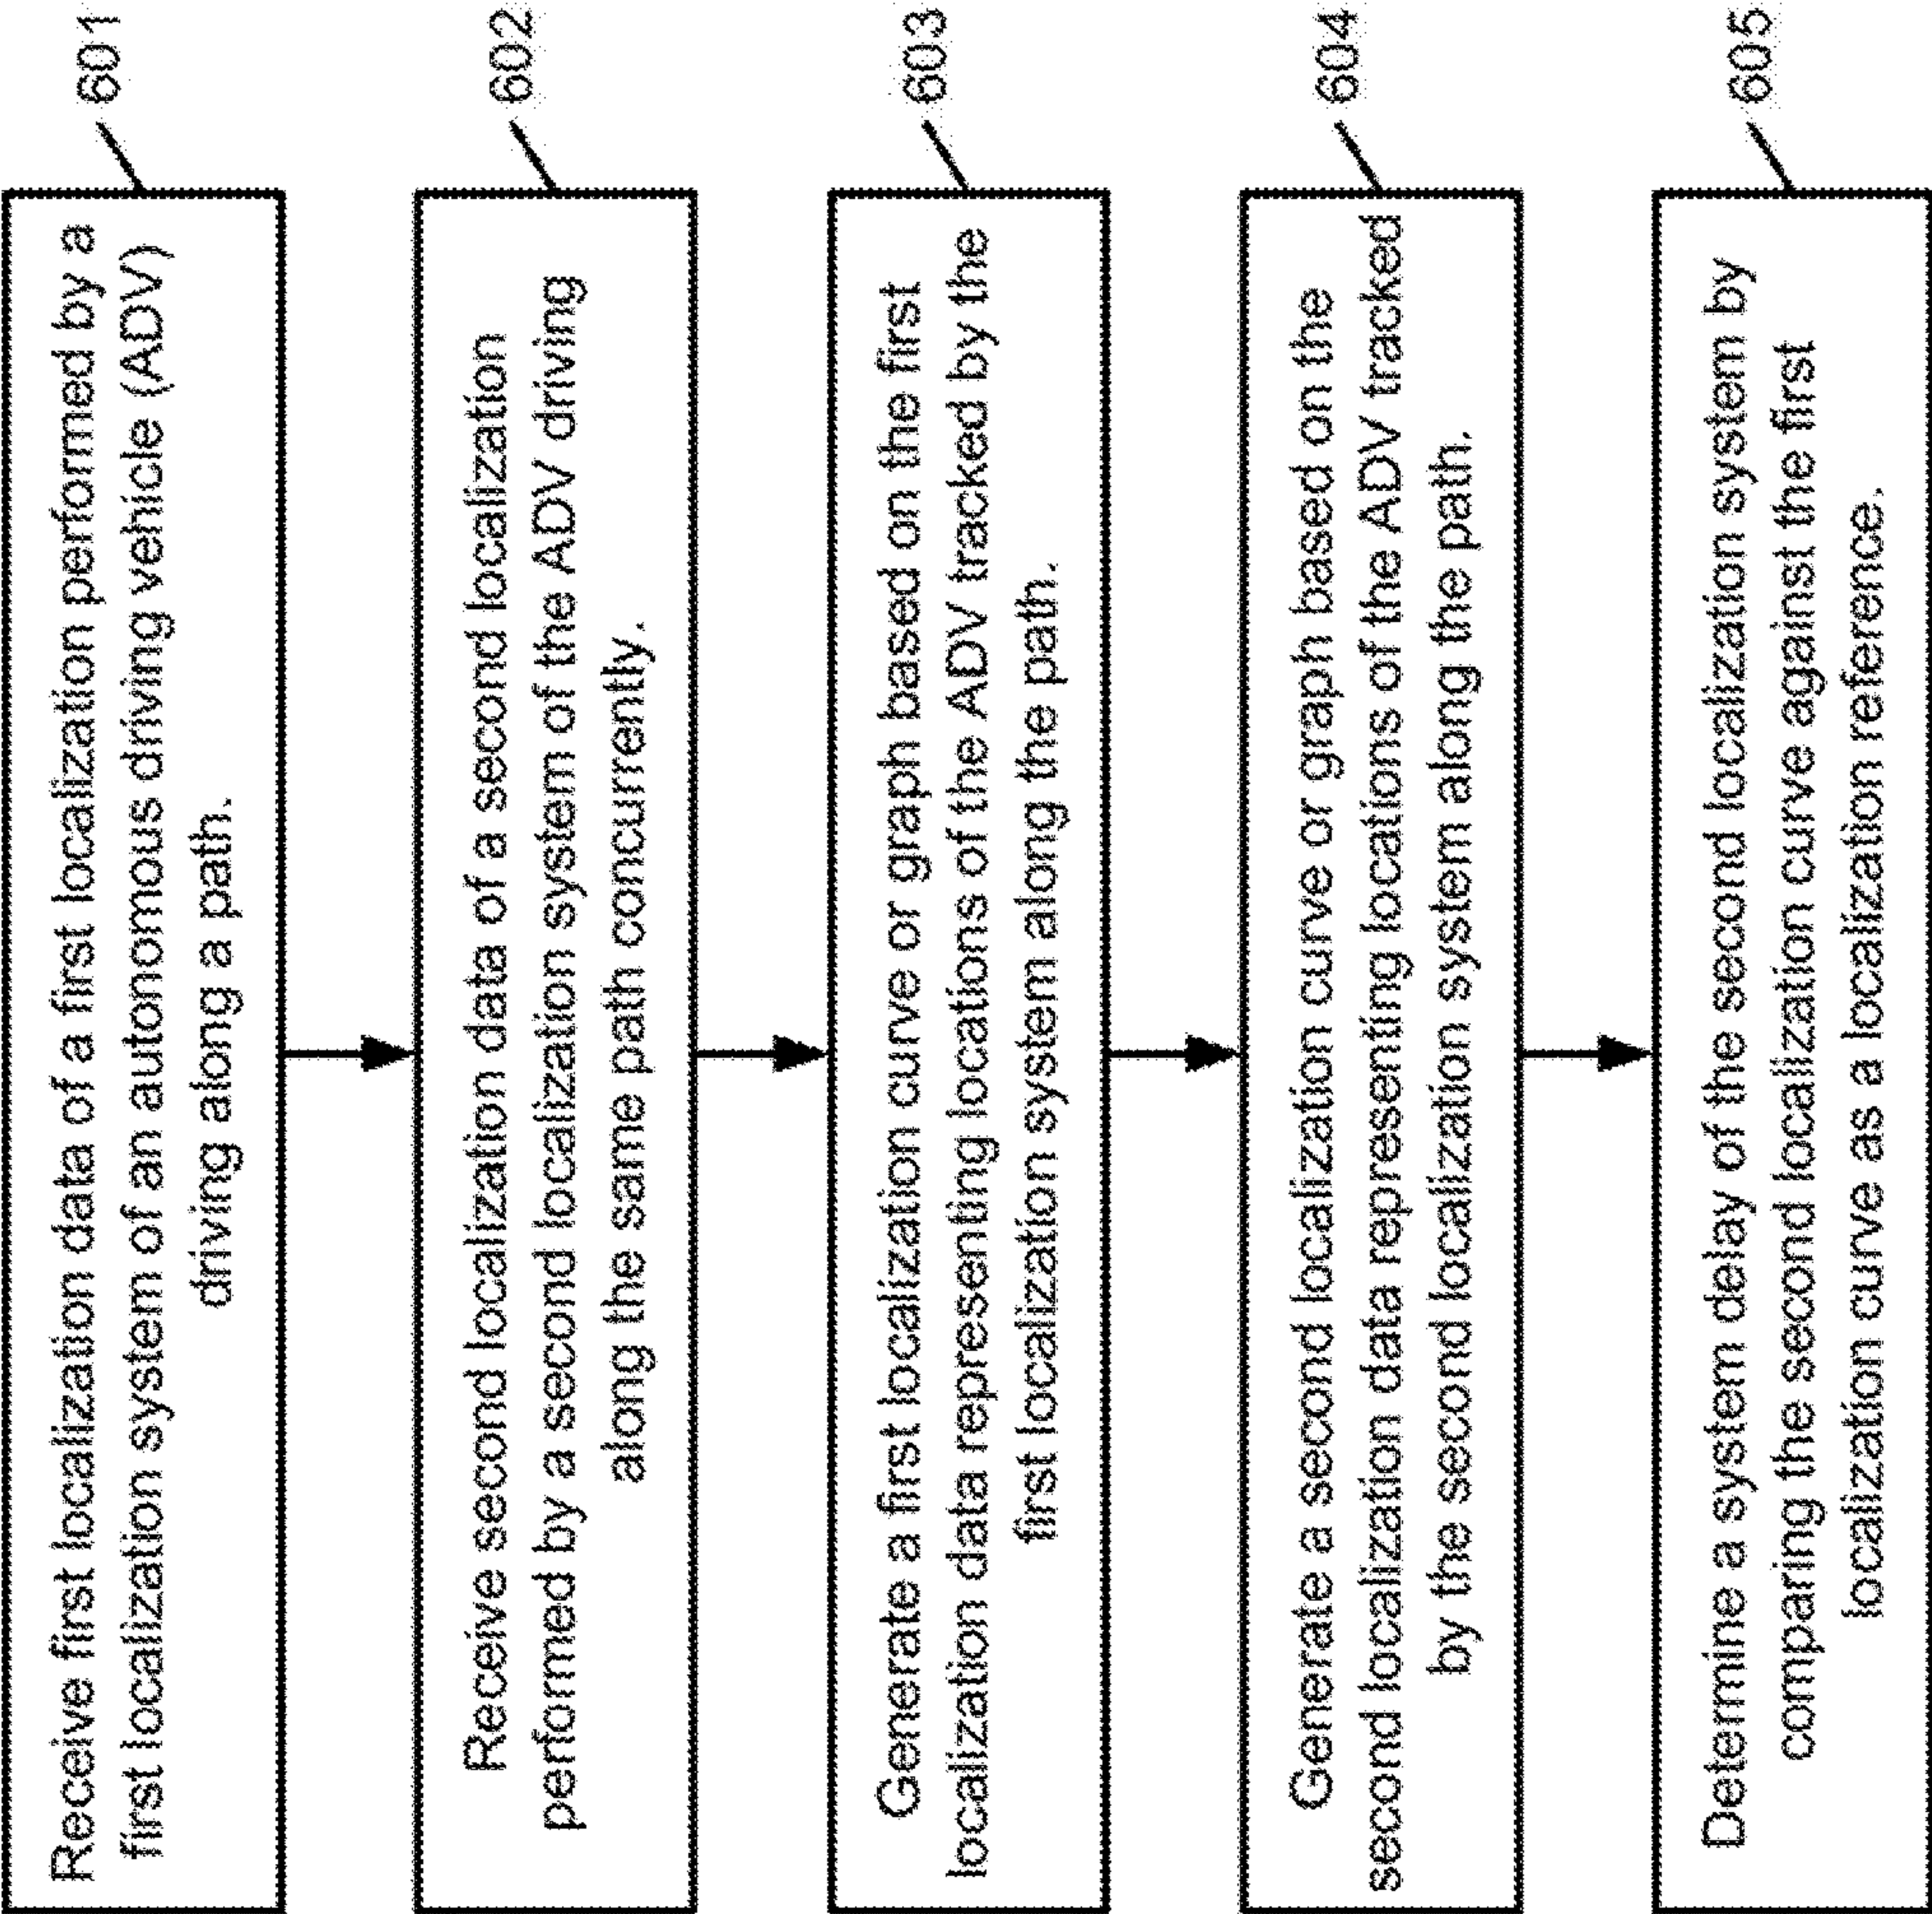 Receive first localization data of a first localization performed by a
first localization system of an autonomous driving vehicle (ADV)
driving along a path.
601
Receive second localization data of a second localization
performed by a second localization system of the ADV driving
along the same path concurrently.
602
Generate a first localization curve or graph based on the first
localization data representing locations of the ADV tracked by the
first localization system along the path.
603
Generate a second localization curve or graph based on the
second localization data representing locations of the ADV tracked
by the second localization system along the path.
604
Determine a system delay of the second localization system by
comparing the second localization curve against the first
localization curve as a localization reference.
605